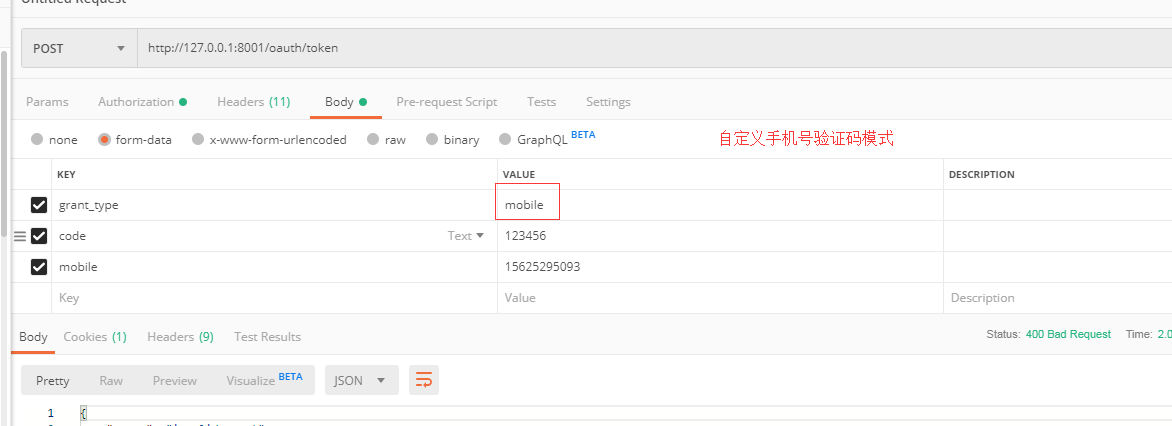 Untitled Request
POST http://127.0.0.1:8001/oauth/token
Params Authorization Headers (11) Body Pre-request Script Tests Settings
none form-data x-www-form-urlencoded raw binary GraphQL BETA 自定义手机号验证码模式
KEY VALUE DESCRIPTION
grant_type mobile
code Text 123456
mobile 15625295093
Key Value Description
Body Cookies (1) Headers (9) Test Results Status: 400 Bad Request Time: 2.0
Pretty Raw Preview Visualize BETA JSON
1 {